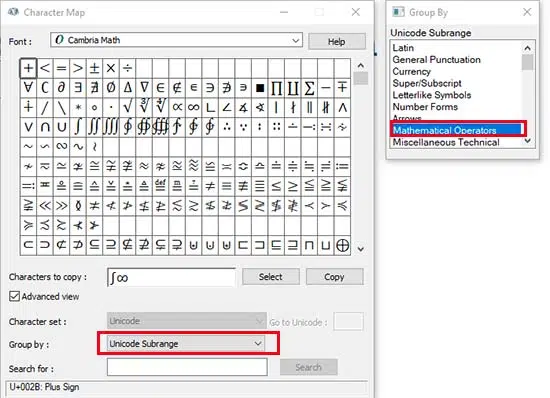 Character Map
Font : Cambria Math Help
+ < = > ± × ÷
∀ ∁ ∂ ∃ ∄ ∅ ∆ ∇ ∈ ∉ ∊ ∋ ∌ ∍ ∎ ∏ ∐ ∑ − ∓
∔ ∕ ∖ ∗ ∘ ∙ √ ∛ ∜ ∝ ∞ ∟ ∠ ∡ ∢ ∣ ∤ ∥ ∦ ∧
∨ ∩ ∪ ∫ ∬ ∭ ∮ ∯ ∰ ∱ ∲ ∳ ∴ ∵ ∶ ∷ ∸ ∹ ∺ ∻
∼ ∽ ∾ ∿ ≀
⊂ ⊃ ⊄ ⊅ ⊆ ⊇ ⊈ ⊉ ⊊ ⊋ ⊌ ⊍ ⊎ ⊏ ⊐ ⊑ ⊒ ⊓ ⊔ ⊕
Characters to copy : ∫∞ Select Copy
Advanced view
Character set : Unicode Go to Unicode :
Group by : Unicode Subrange
Search for : Search
U+002B: Plus Sign
Group By
Unicode Subrange
Latin
General Punctuation
Currency
Super/Subscript
Letterlike Symbols
Number Forms
Arrows
Mathematical Operators
Miscellaneous Technical